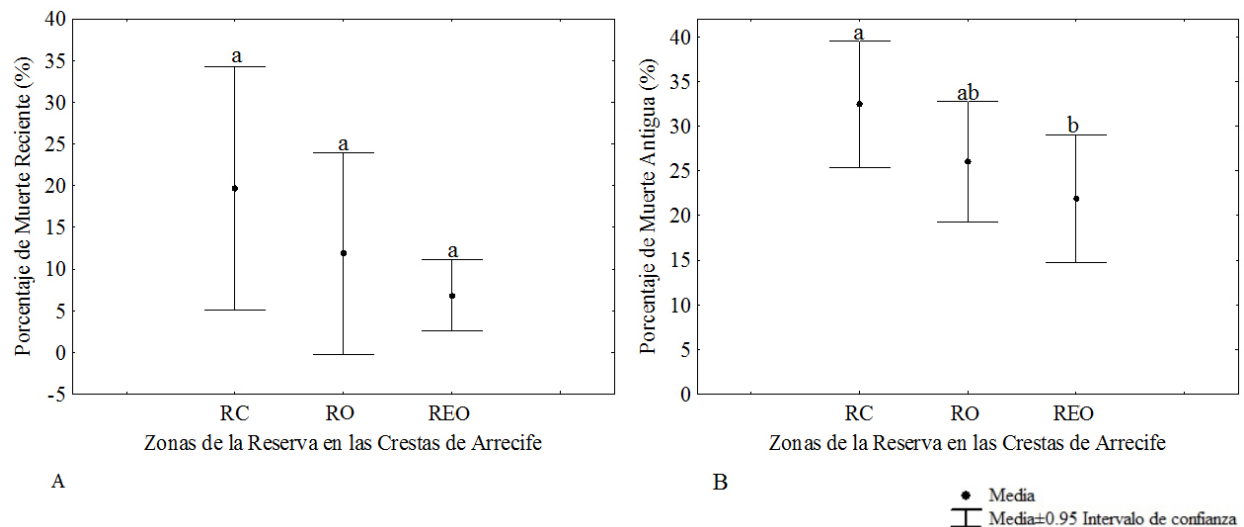 Porcentaje de Muerte Reciente (%)
40
35
30
25
20
15
10
5
0
-5
a
a
a
RC RO REO
Zonas de la Reserva en las Crestas de Arrecife
A
Porcentaje de Muerte Antigua (%)
40
35
30
25
20
15
10
5
0
a
ab
b
RC RO REO
Zonas de la Reserva en las Crestas de Arrecife
B
Media
Media±0.95 Intervalo de confianza